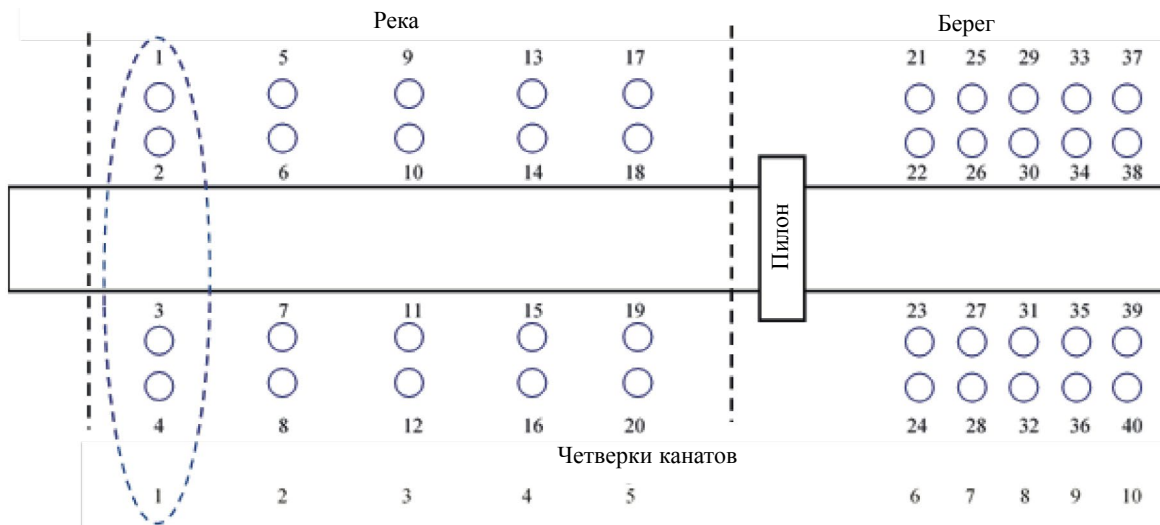 Река Берег
1 5 9 13 17 21 25 29 33 37
2 6 10 14 18 22 26 30 34 38
Пилон
3 7 11 15 19 23 27 31 35 39
4 8 12 16 20 24 28 32 36 40
Четверки канатов
1 2 3 4 5 6 7 8 9 10